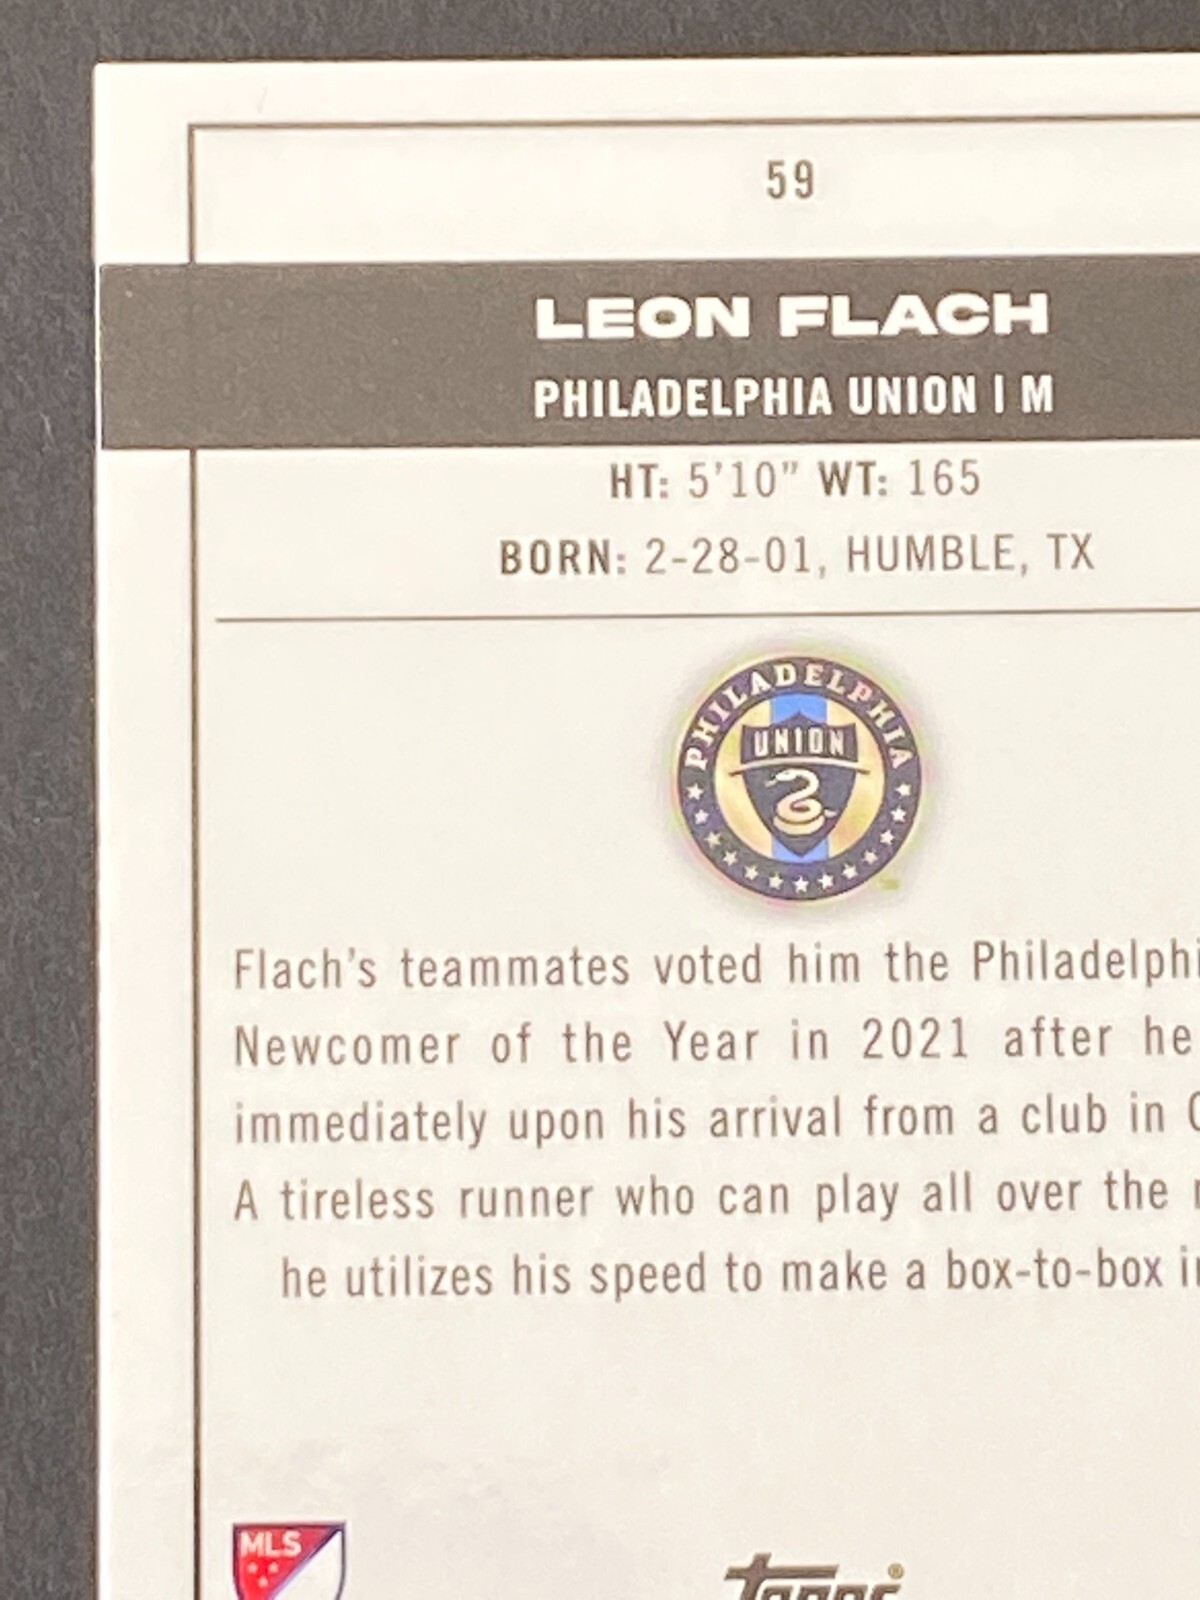 59
LEON FLACH
PHILADELPHIA UNION | M
HT: 5'10" WT: 165
BORN: 2-28-01, HUMBLE, TX
PHILADELPHIA
UNION
Flach's teammates voted him the
Newcomer of the Year in 2021 after he
immediately upon his arrival from a club in
A tireless runner who can play all over the
he utilizes his speed to make a box-to-box
MLS
topps